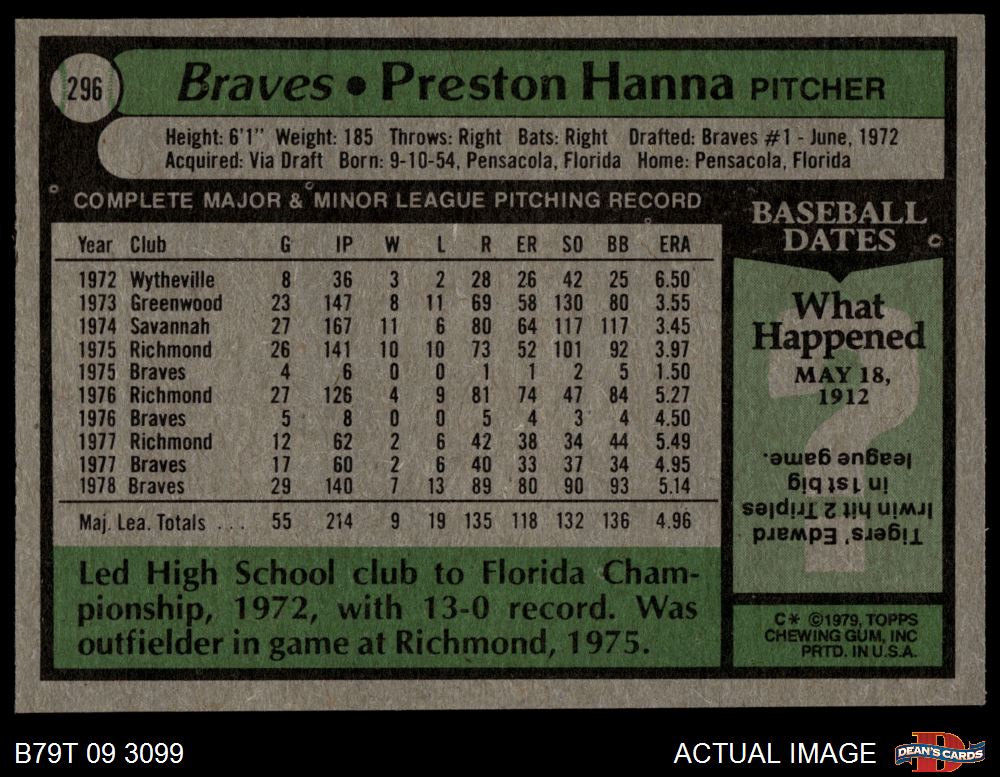 296
Braves • Preston Hanna PITCHER
Height: 6'1" Weight: 185 Throws: Right Bats: Right Drafted: Braves #1 - June, 1972
Acquired: Via Draft Born: 9-10-54, Pensacola, Florida Home: Pensacola, Florida
COMPLETE MAJOR & MINOR LEAGUE PITCHING RECORD
Year Club G IP W L R ER SO BB ERA
1972 Wytheville 8 36 3 2 28 26 42 25 6.50
1973 Greenwood 23 147 8 11 69 58 130 80 3.55
1974 Savannah 27 167 11 6 80 64 117 117 3.45
1975 Richmond 26 141 10 10 73 52 101 92 3.97
1975 Braves 4 6 0 0 1 1 2 5 1.50
1976 Richmond 27 126 4 9 81 74 47 84 5.27
1976 Braves 5 8 0 0 5 4 3 4 4.50
1977 Richmond 12 62 2 6 42 38 34 44 5.49
1977 Braves 17 60 2 6 40 33 37 34 4.95
1978 Braves 29 140 7 13 89 80 90 93 5.14
Maj. Lea. Totals . . . 55 214 9 19 135 118 132 136 4.96
Led High School club to Florida Cham-
pionship, 1972, with 13-0 record. Was
outfielder in game at Richmond, 1975.
BASEBALL
DATES
What
Happened
MAY 18,
1912
Tigers' Edward
Irwin hit 2 Triples
in 1st big
league game.
C* ©1979, TOPPS
CHEWING GUM, INC
PRTD. IN U.S.A.
B79T 09 3099
ACTUAL IMAGE
DEAN'S CARDS